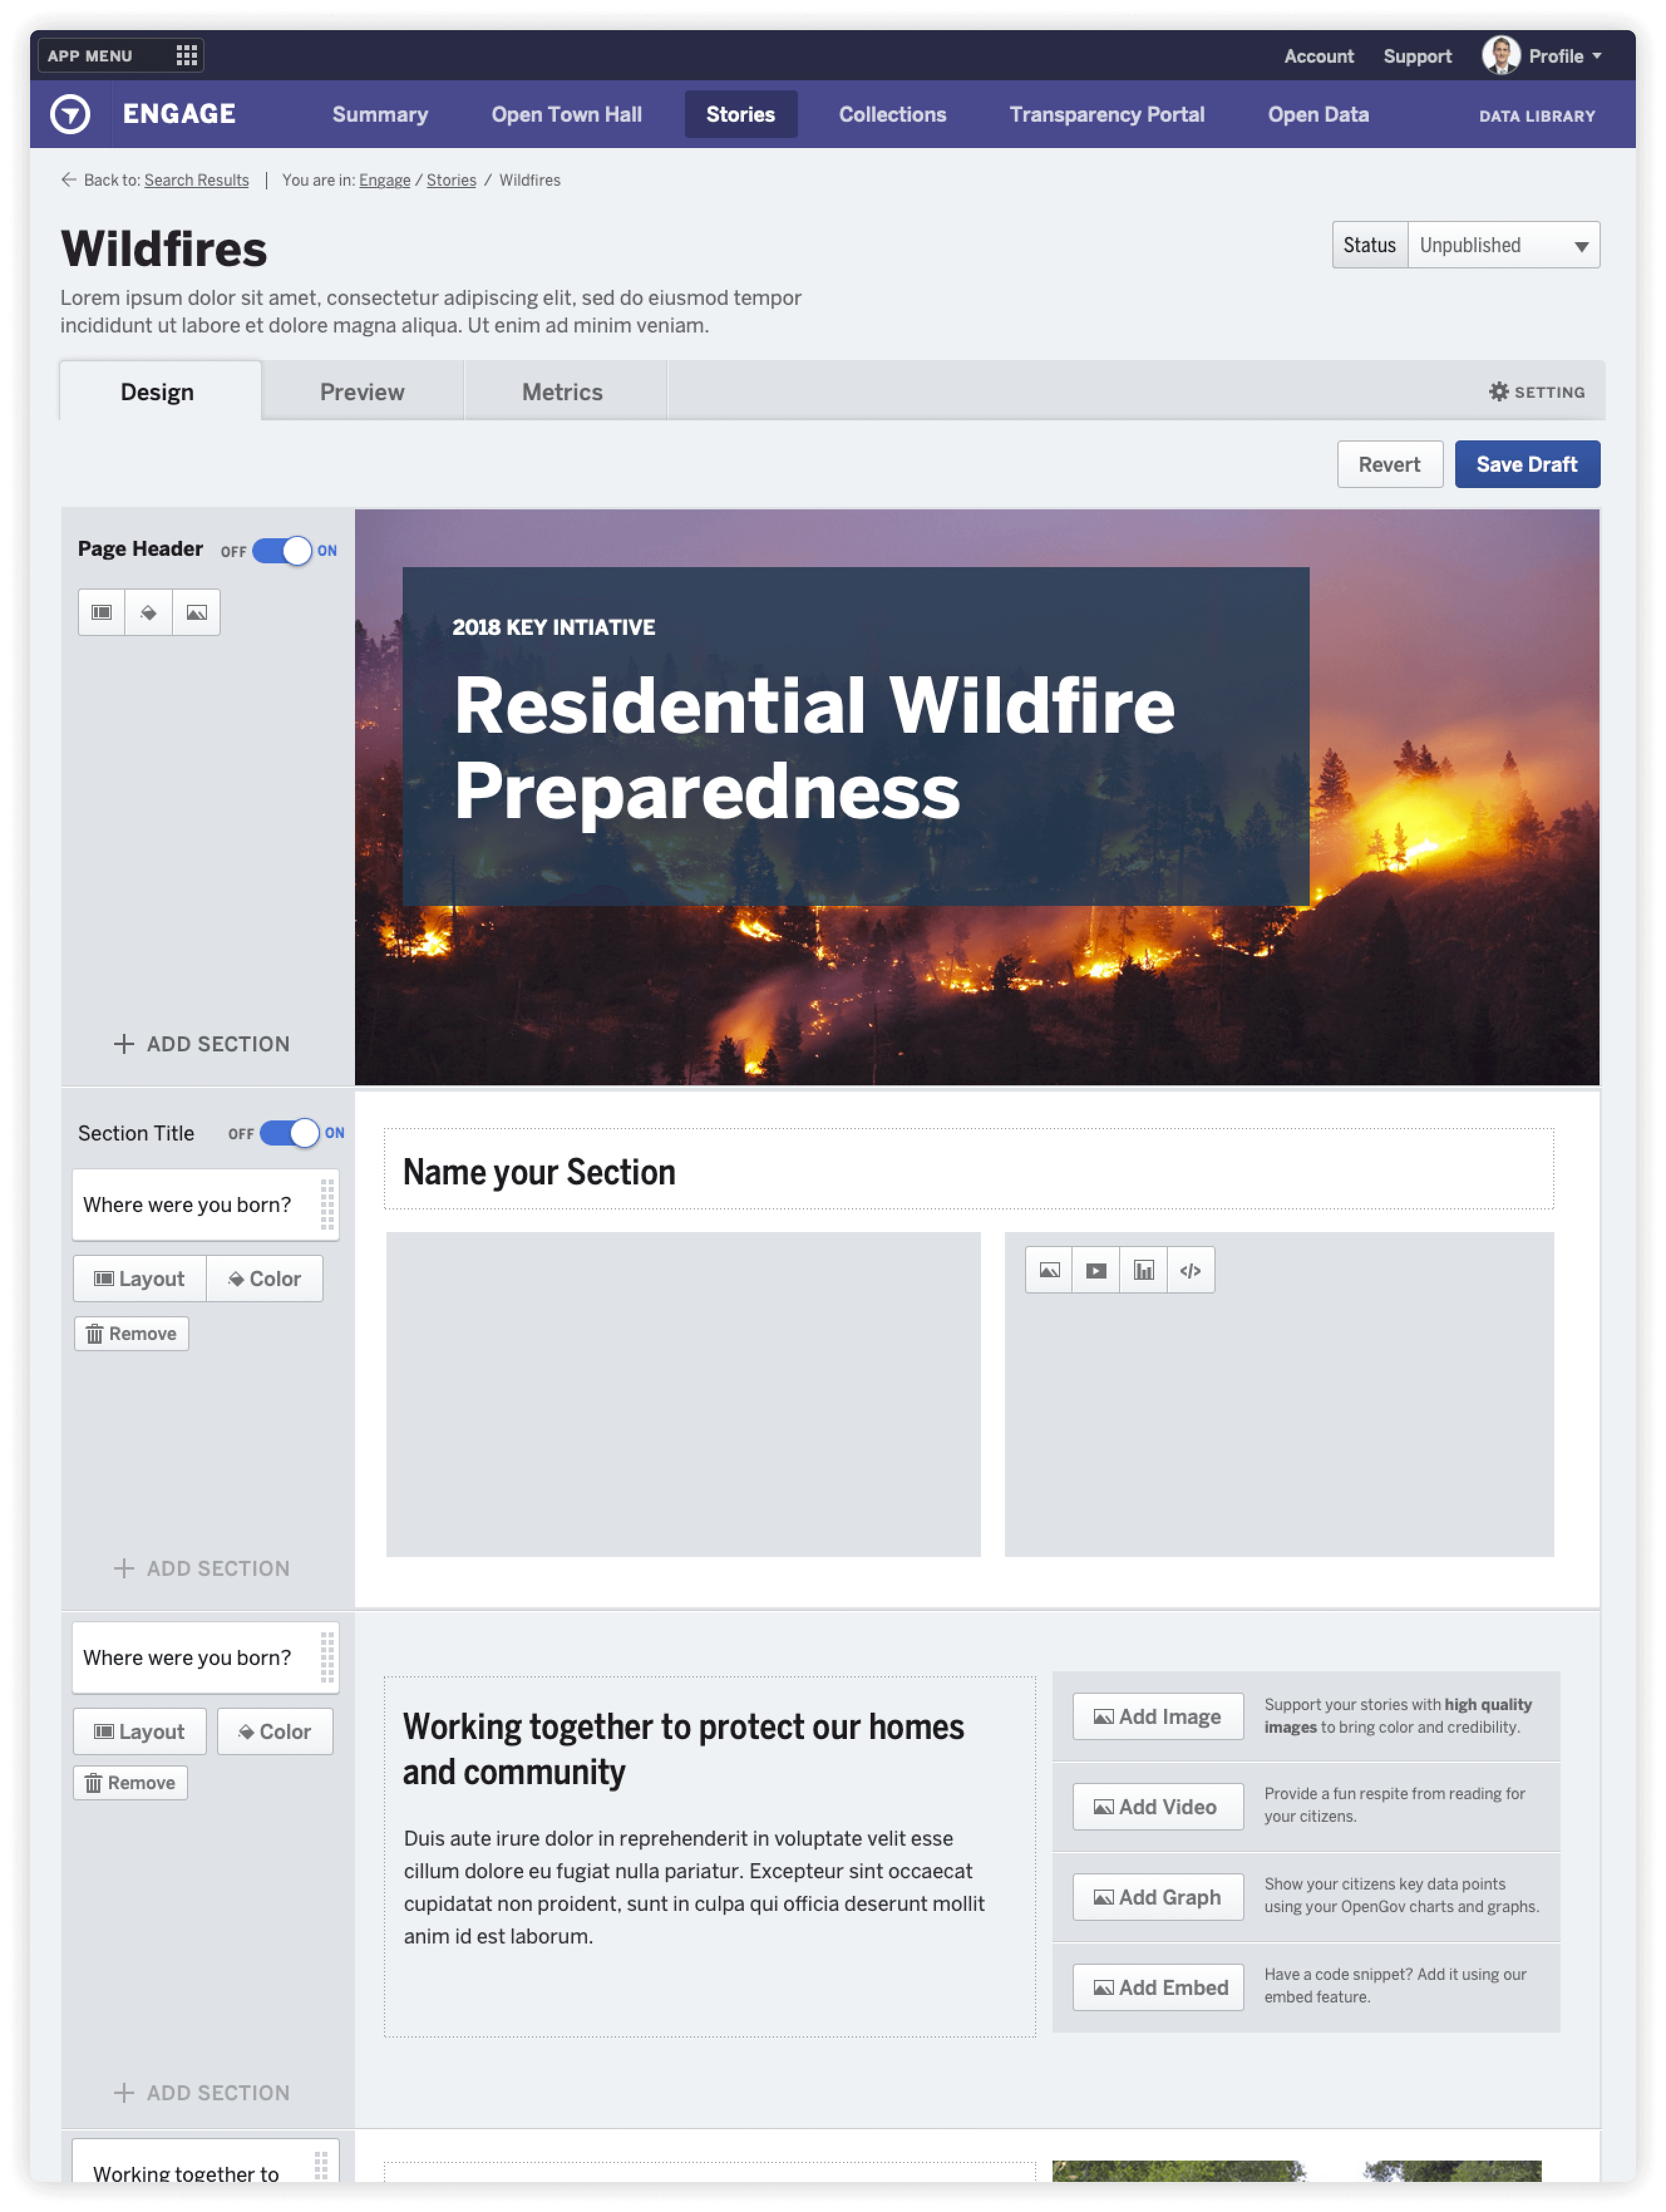 APP MENU
Account Support Profile
ENGAGE Summary Open Town Hall Stories Collections Transparency Portal Open Data DATA LIBRARY
Back to: Search Results | You are in: Engage / Stories / Wildfires
Wildfires
Status Unpublished
Lorem ipsum dolor sit amet, consectetur adipiscing elit, sed do eiusmod tempor
incididunt ut labore et dolore magna aliqua. Ut enim ad minim veniam.
Design Preview Metrics SETTING
Revert Save Draft
Page Header OFF ON
2018 KEY INTIATIVE
Residential Wildfire
Preparedness
+ ADD SECTION
Section Title OFF ON
Name your Section
Where were you born?
Layout Color
Remove
</>
+ ADD SECTION
Where were you born?
Layout Color
Remove
Working together to protect our homes
and community
Duis aute irure dolor in reprehenderit in voluptate velit esse
cillum dolore eu fugiat nulla pariatur. Excepteur sint occaecat
cupidatat non proident, sunt in culpa qui officia deserunt mollit
anim id est laborum.
Add Image
Support your stories with high quality
images to bring color and credibility.
Add Video
Provide a fun respite from reading for
your citizens.
Add Graph
Show your citizens key data points
using your OpenGov charts and graphs.
Add Embed
Have a code snippet? Add it using our
embed feature.
+ ADD SECTION
Working together to